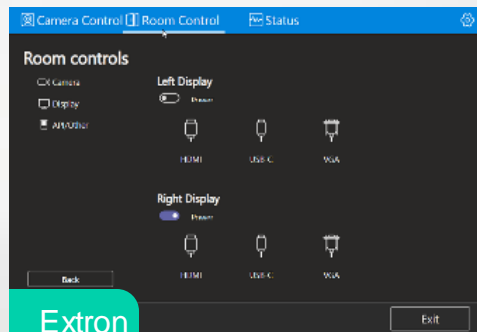 Camera Control Room Control Status
Room controls
Camera
Display
API/Other
Left Display
Power
HDMI USB-C VGA
Right Display
Power
HDMI USB-C VGA
Back
Extron
Exit